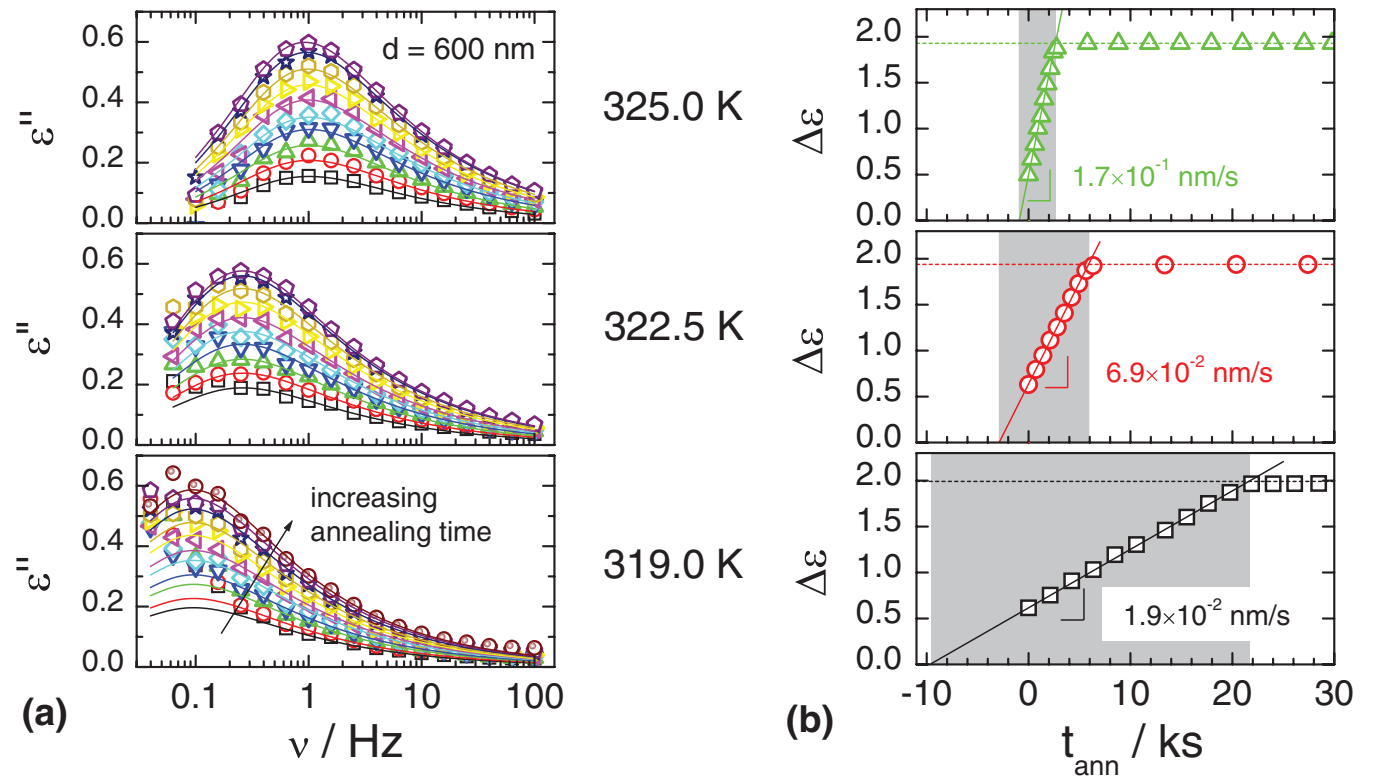 d = 600 nm
ε''
0.6
0.4
0.2
0.0
ε''
0.6
0.4
0.2
0.0
increasing
annealing time
ε''
0.6
0.4
0.2
0.0
0.1 1 10 100
ν / Hz
(a)
325.0 K
322.5 K
319.0 K
Δε
2.0
1.5
1.0
0.5
0.0
1.7×10⁻¹ nm/s
Δε
2.0
1.5
1.0
0.5
0.0
6.9×10⁻² nm/s
Δε
2.0
1.5
1.0
0.5
0.0
1.9×10⁻² nm/s
-10 0 10 20 30
t_ann / ks
(b)